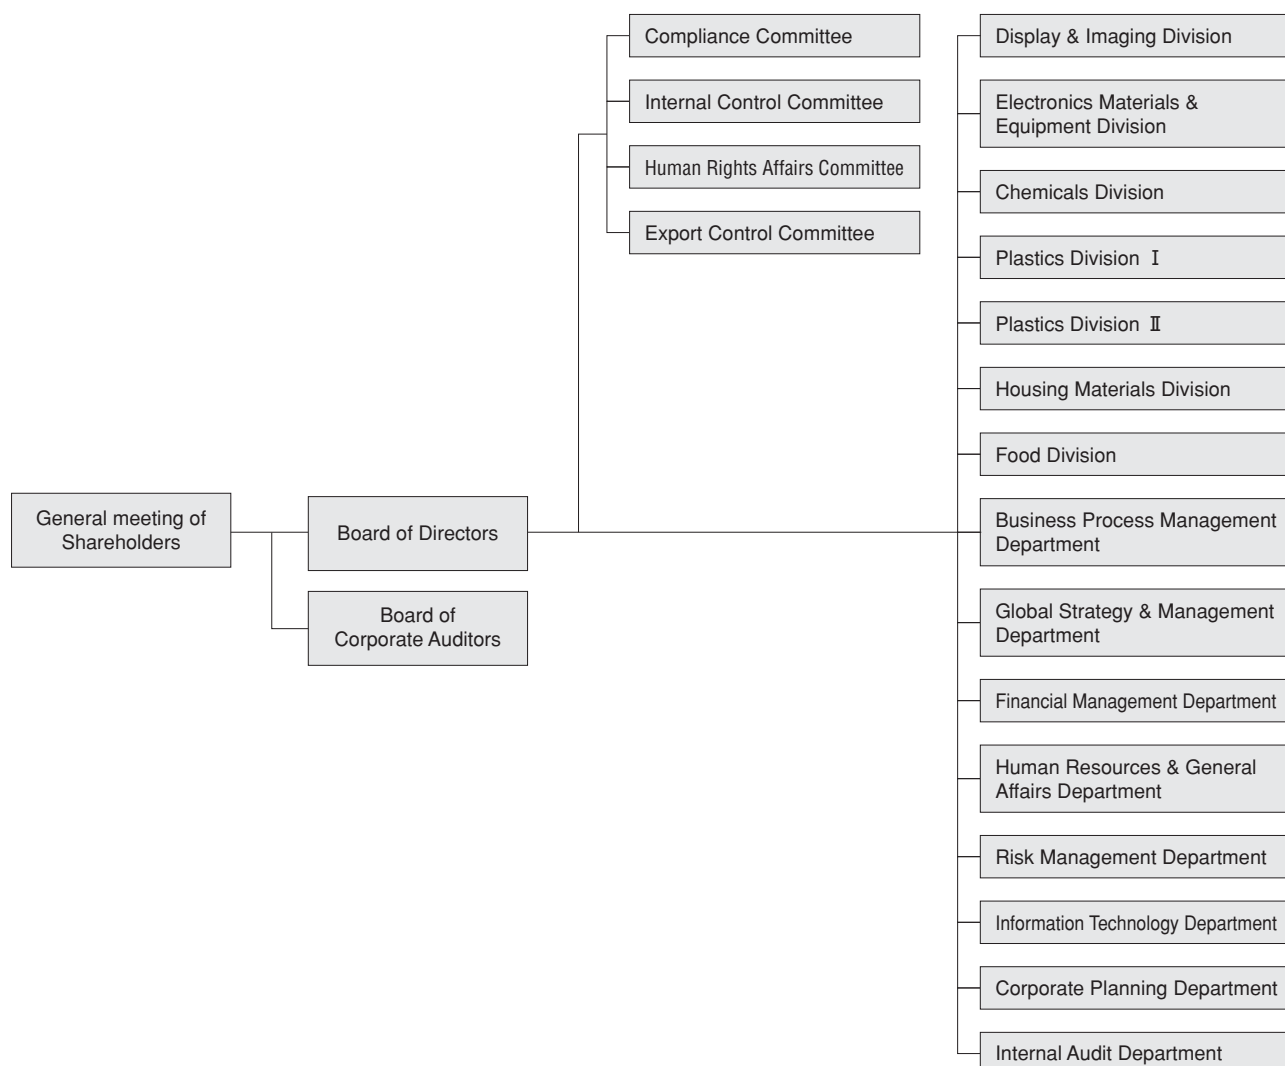 General meeting of
Shareholders
Board of Directors
Board of
Corporate Auditors
Compliance Committee
Internal Control Committee
Human Rights Affairs Committee
Export Control Committee
Display & Imaging Division
Electronics Materials &
Equipment Division
Chemicals Division
Plastics Division Ⅰ
Plastics Division Ⅱ
Housing Materials Division
Food Division
Business Process Management
Department
Global Strategy & Management
Department
Financial Management Department
Human Resources & General
Affairs Department
Risk Management Department
Information Technology Department
Corporate Planning Department
Internal Audit Department